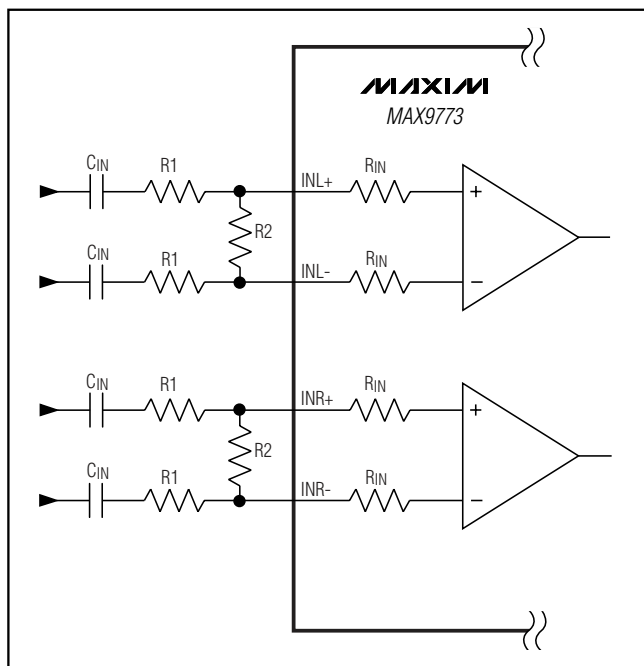 MAXIM
MAX9773
CIN
R1
INL+
RIN
+
R2
CIN
R1
INL-
RIN
−
CIN
R1
INR+
RIN
+
R2
CIN
R1
INR-
RIN
−